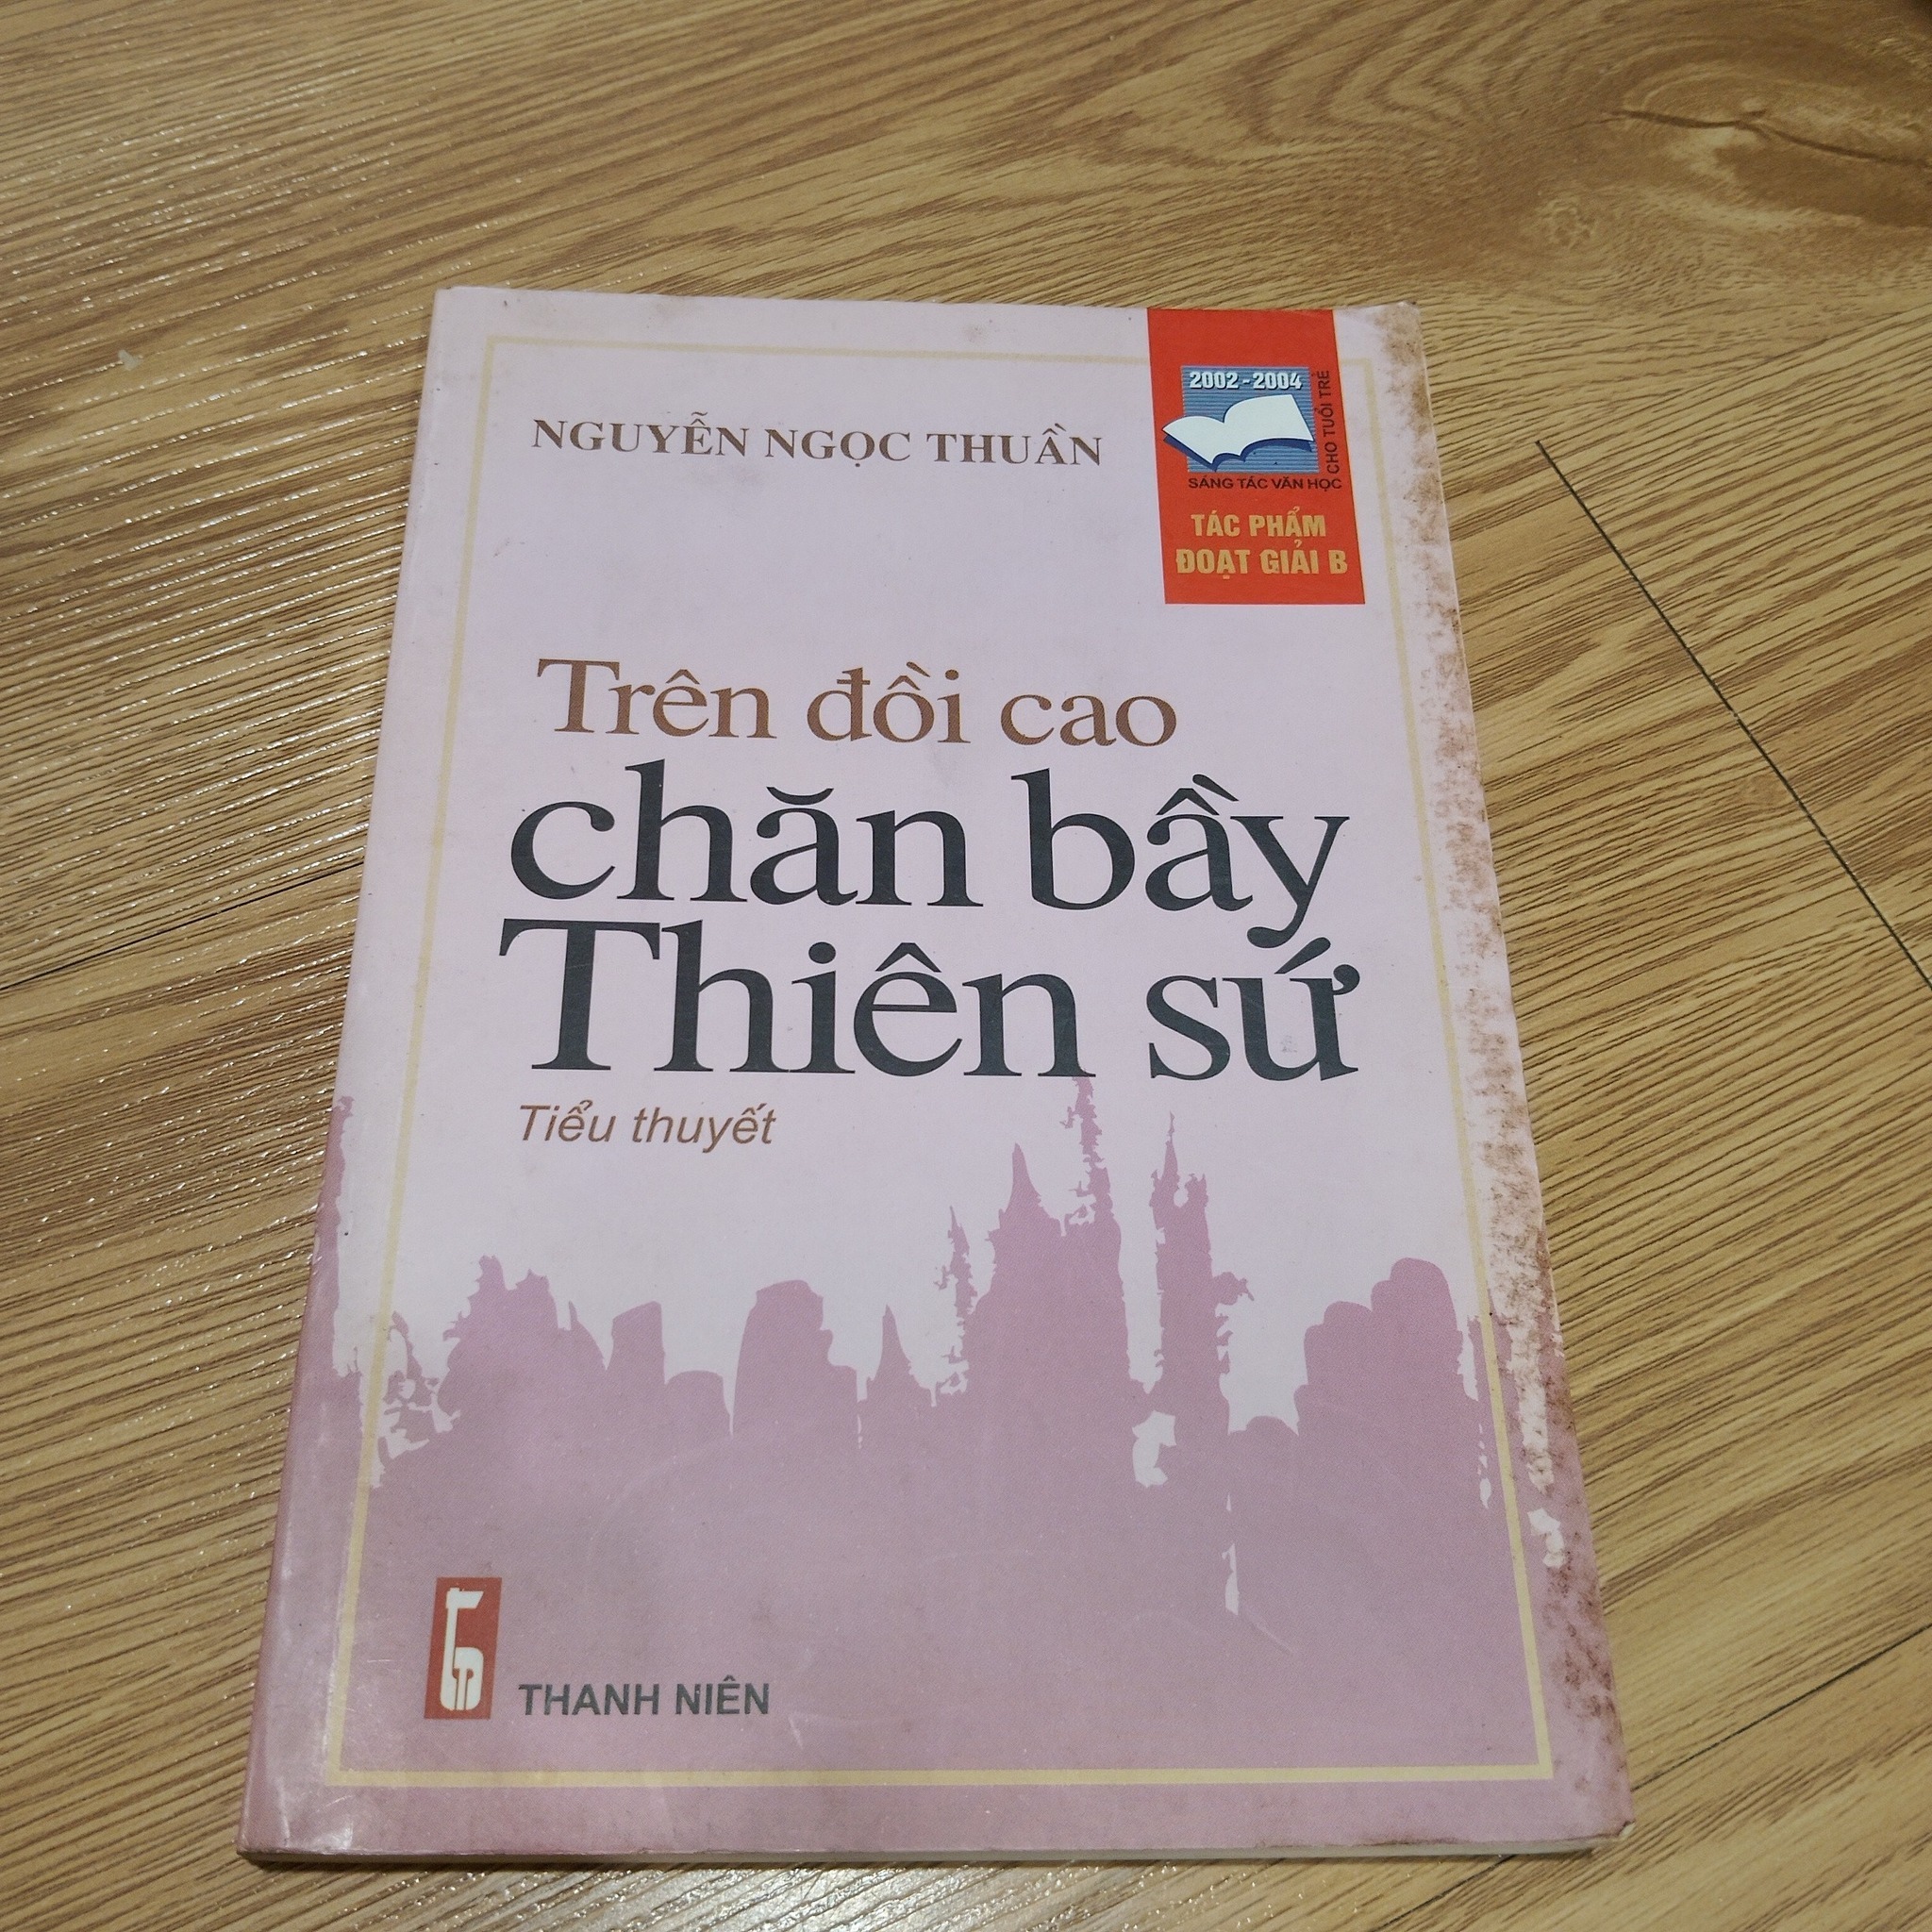 NGUYỄN NGỌC THUẦN
2002 - 2004
SÁNG TÁC VĂN HỌC
CHO TUỔI TRẺ
TÁC PHẨM
ĐOẠT GIẢI B
Trên đồi cao
chăn bầy
Thiên sứ
Tiểu thuyết
THANH NIÊN